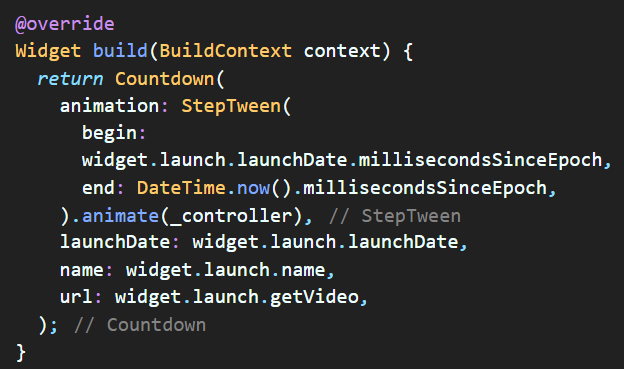 @override
Widget build(BuildContext context) {
  return Countdown(
    animation: StepTween(
      begin:
      widget.launch.launchDate.millisecondsSinceEpoch,
      end: DateTime.now().millisecondsSinceEpoch,
    ).animate(_controller), // StepTween
    launchDate: widget.launch.launchDate,
    name: widget.launch.name,
    url: widget.launch.getVideo,
  ); // Countdown
}